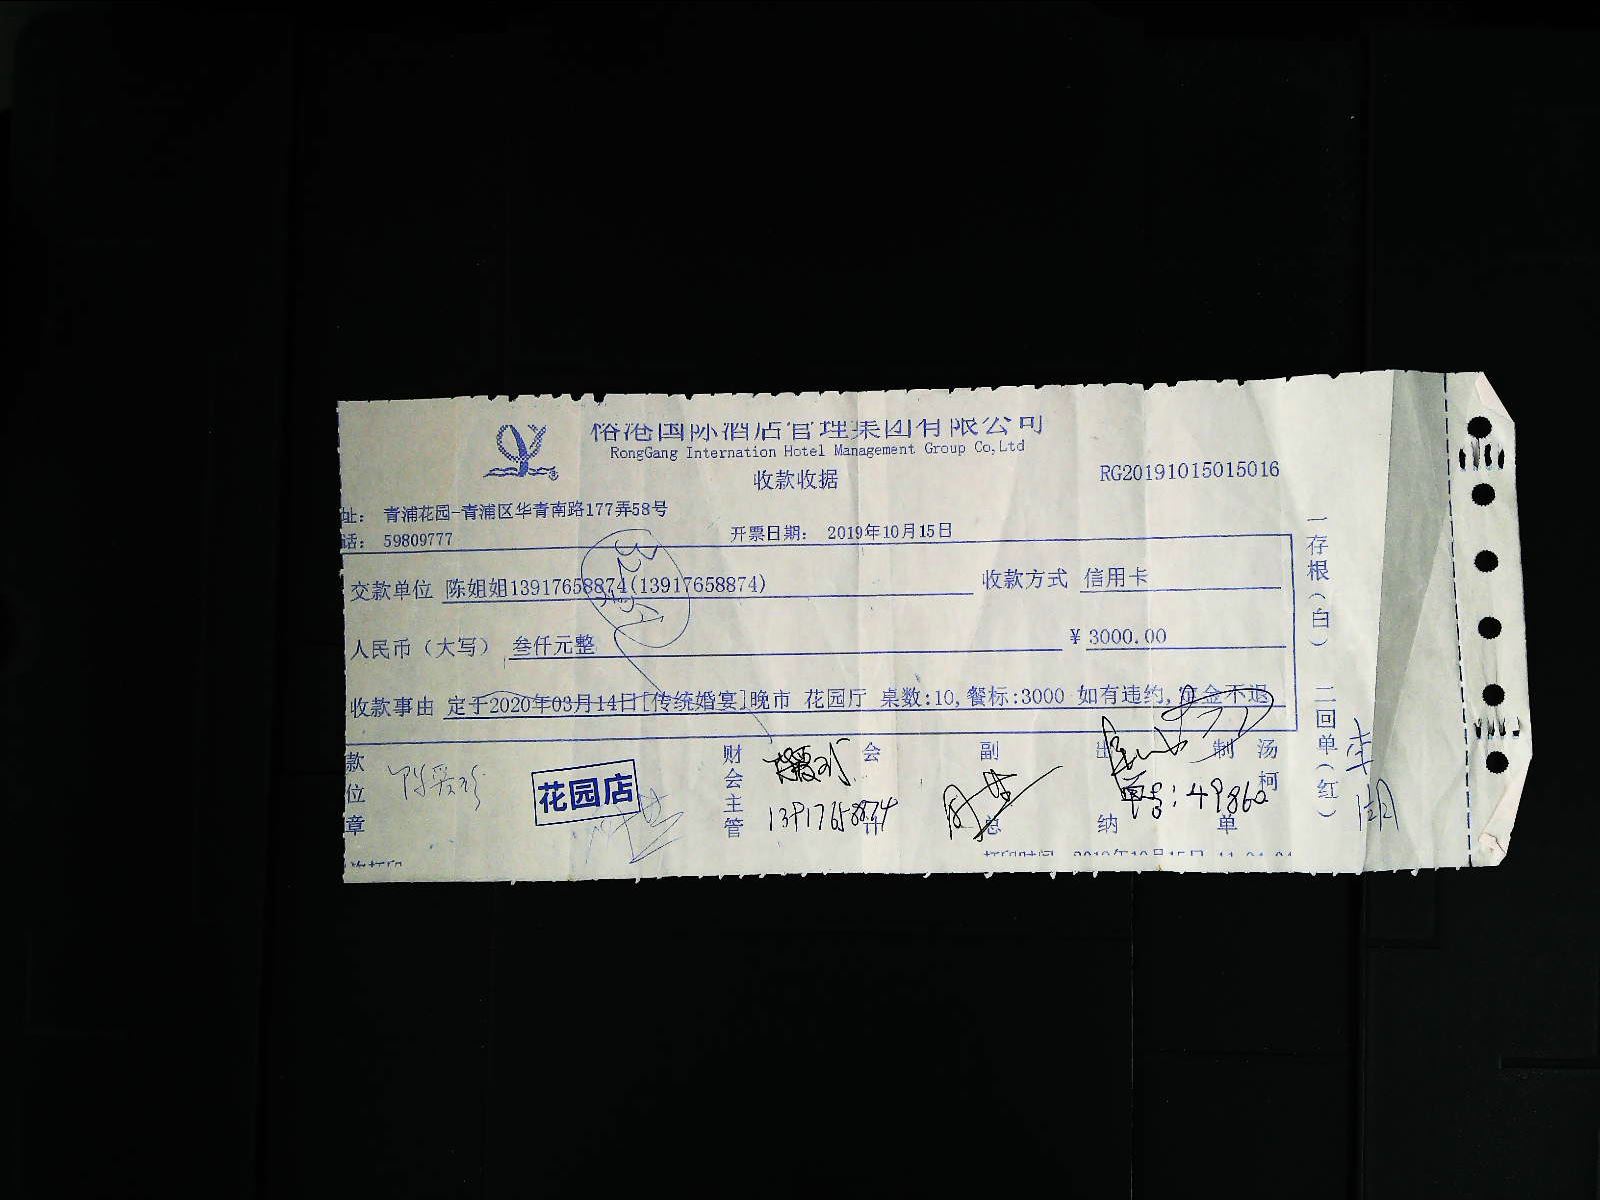 榕港国际酒店管理集团有限公司
RongGang Internation Hotel Management Group Co,Ltd
收款收据
RG20191015015016
址： 青浦花园-青浦区华青南路177弄58号
话： 59809777
开票日期： 2019年10月15日
交款单位 陈姐姐13917658874(13917658874)
收款方式 信用卡
人民币（大写） 叁仟元整
¥ 3000.00
收款事由 定于2020年03月14日[传统婚宴]晚市 花园厅 桌数:10,餐标:3000 如有违约,定金不退
款位章
陈爱珍
花园店
财会主管
13917658874
会计
副总
出纳
制单
汤柯
49860
一存根（白）
二回单（红）